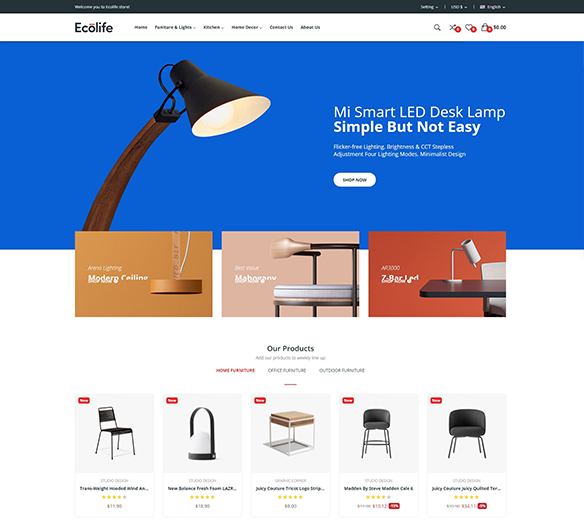 Welcome you to Ecolife store!
Setting
USD $
English
Ecolife
Home
Funiture & Lights
Kitchen
Home Decor
Contact Us
About Us
0
0
0
$0.00
Mi Smart LED Desk Lamp
Simple But Not Easy
Flicker-free Lighting, Brightness & CCT Stepless
Adjustment Four Lighting Modes. Minimalist Design
SHOP NOW
Arena Lighting
Modern Ceiling
Best Value
Mahogany
AR3000
7-Bar Led
Our Products
Add our products to weekly line up
HOME FURNITURE
OFFICE FURNITURE
OUTDOOR FURNITURE
New
New
New
New
New
STUDIO DESIGN
Trans-Weight Hooded Wind An...
$11.90
STUDIO DESIGN
New Balance Fresh Foam LAZR...
$18.90
GRAPHIC CORNER
Juicy Couture Tricot Logo Strip...
$9.00
STUDIO DESIGN
Madden By Steve Madden Cale 6
$11.90 $10.12 -15%
STUDIO DESIGN
Juicy Couture Juicy Quilted Ter...
$35.90 $34.11 -5%